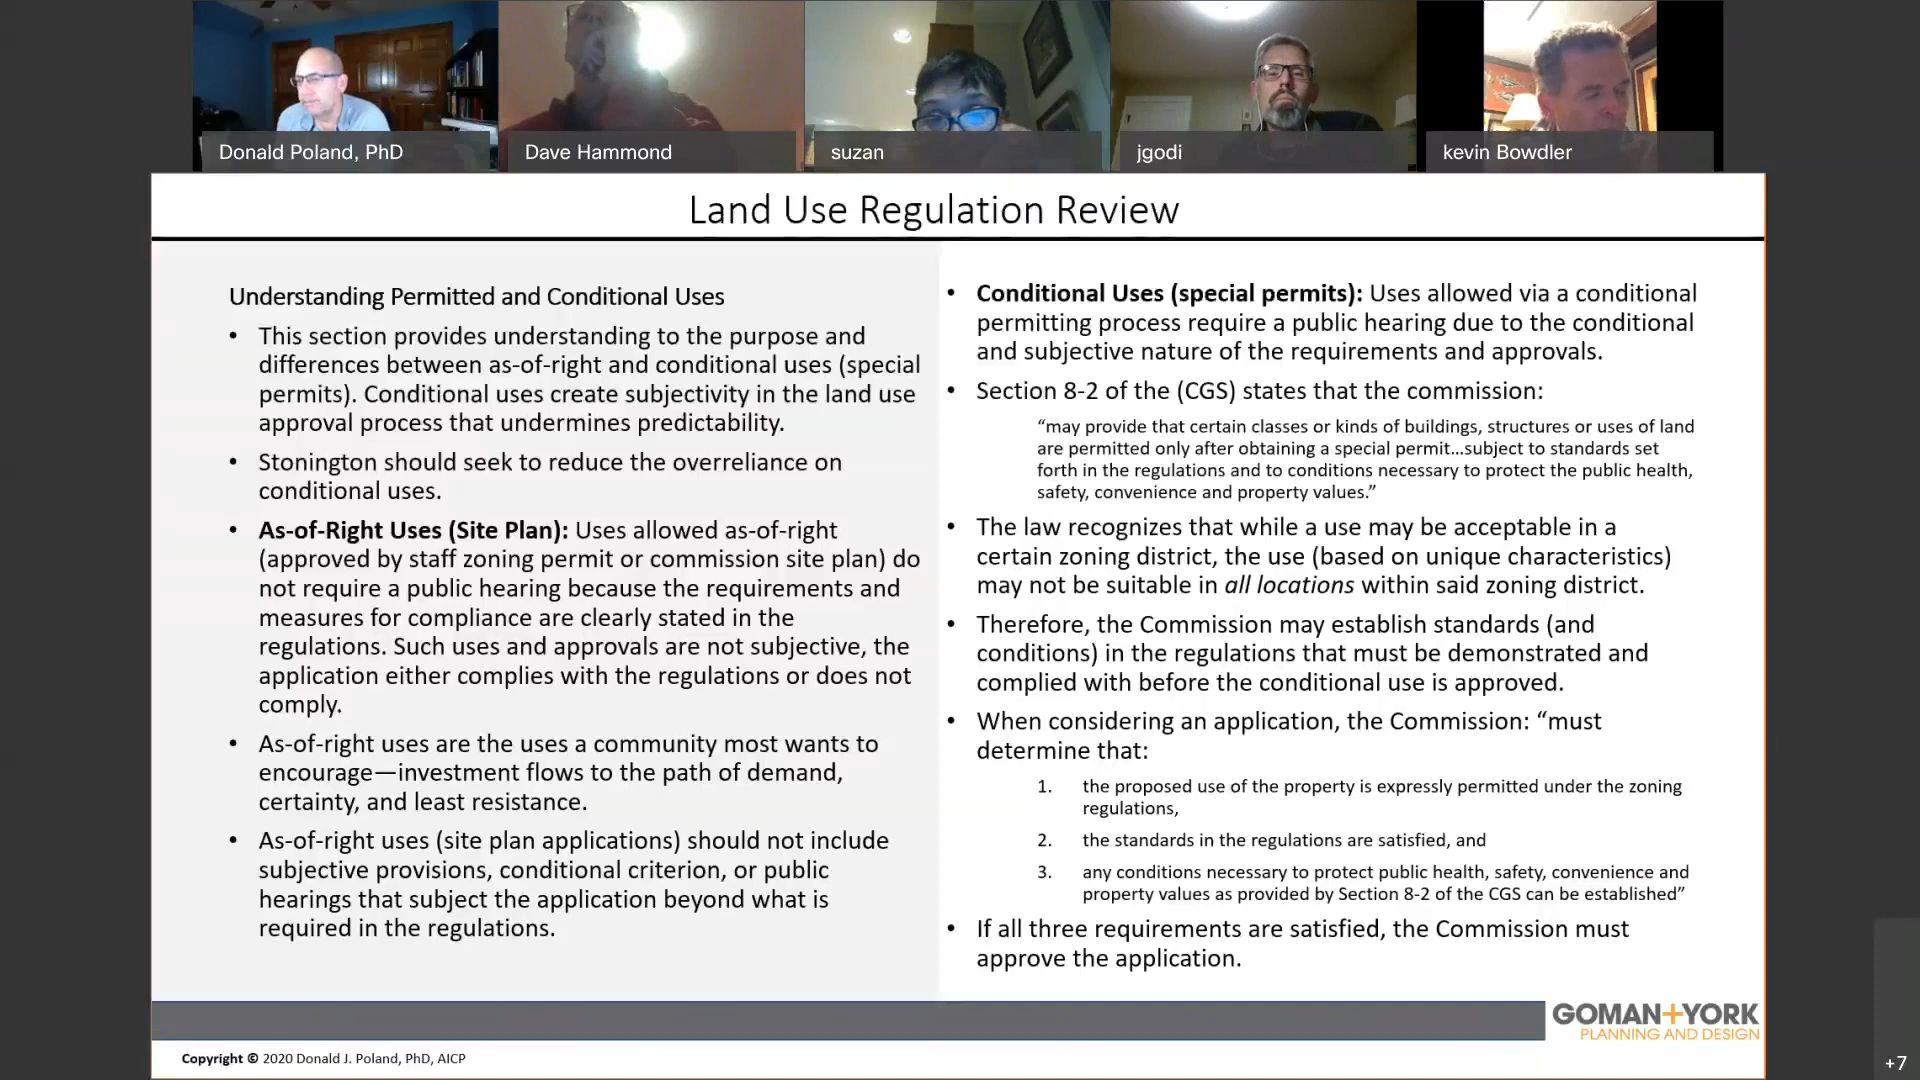 Donald Poland, PhD
Dave Hammond
suzan
jgodi
kevin Bowdler
Land Use Regulation Review
Understanding Permitted and Conditional Uses
• This section provides understanding to the purpose and
differences between as-of-right and conditional uses (special
permits). Conditional uses create subjectivity in the land use
approval process that undermines predictability.
• Stonington should seek to reduce the overreliance on
conditional uses.
• As-of-Right Uses (Site Plan): Uses allowed as-of-right
(approved by staff zoning permit or commission site plan) do
not require a public hearing because the requirements and
measures for compliance are clearly stated in the
regulations. Such uses and approvals are not subjective, the
application either complies with the regulations or does not
comply.
• As-of-right uses are the uses a community most wants to
encourage—investment flows to the path of demand,
certainty, and least resistance.
• As-of-right uses (site plan applications) should not include
subjective provisions, conditional criterion, or public
hearings that subject the application beyond what is
required in the regulations.
• Conditional Uses (special permits): Uses allowed via a conditional
permitting process require a public hearing due to the conditional
and subjective nature of the requirements and approvals.
• Section 8-2 of the (CGS) states that the commission:
“may provide that certain classes or kinds of buildings, structures or uses of land
are permitted only after obtaining a special permit…subject to standards set
forth in the regulations and to conditions necessary to protect the public health,
safety, convenience and property values.”
• The law recognizes that while a use may be acceptable in a
certain zoning district, the use (based on unique characteristics)
may not be suitable in all locations within said zoning district.
• Therefore, the Commission may establish standards (and
conditions) in the regulations that must be demonstrated and
complied with before the conditional use is approved.
• When considering an application, the Commission: “must
determine that:
1. the proposed use of the property is expressly permitted under the zoning
regulations,
2. the standards in the regulations are satisfied, and
3. any conditions necessary to protect public health, safety, convenience and
property values as provided by Section 8-2 of the CGS can be established”
• If all three requirements are satisfied, the Commission must
approve the application.
GOMAN+YORK
PLANNING AND DESIGN
Copyright © 2020 Donald J. Poland, PhD, AICP
+7